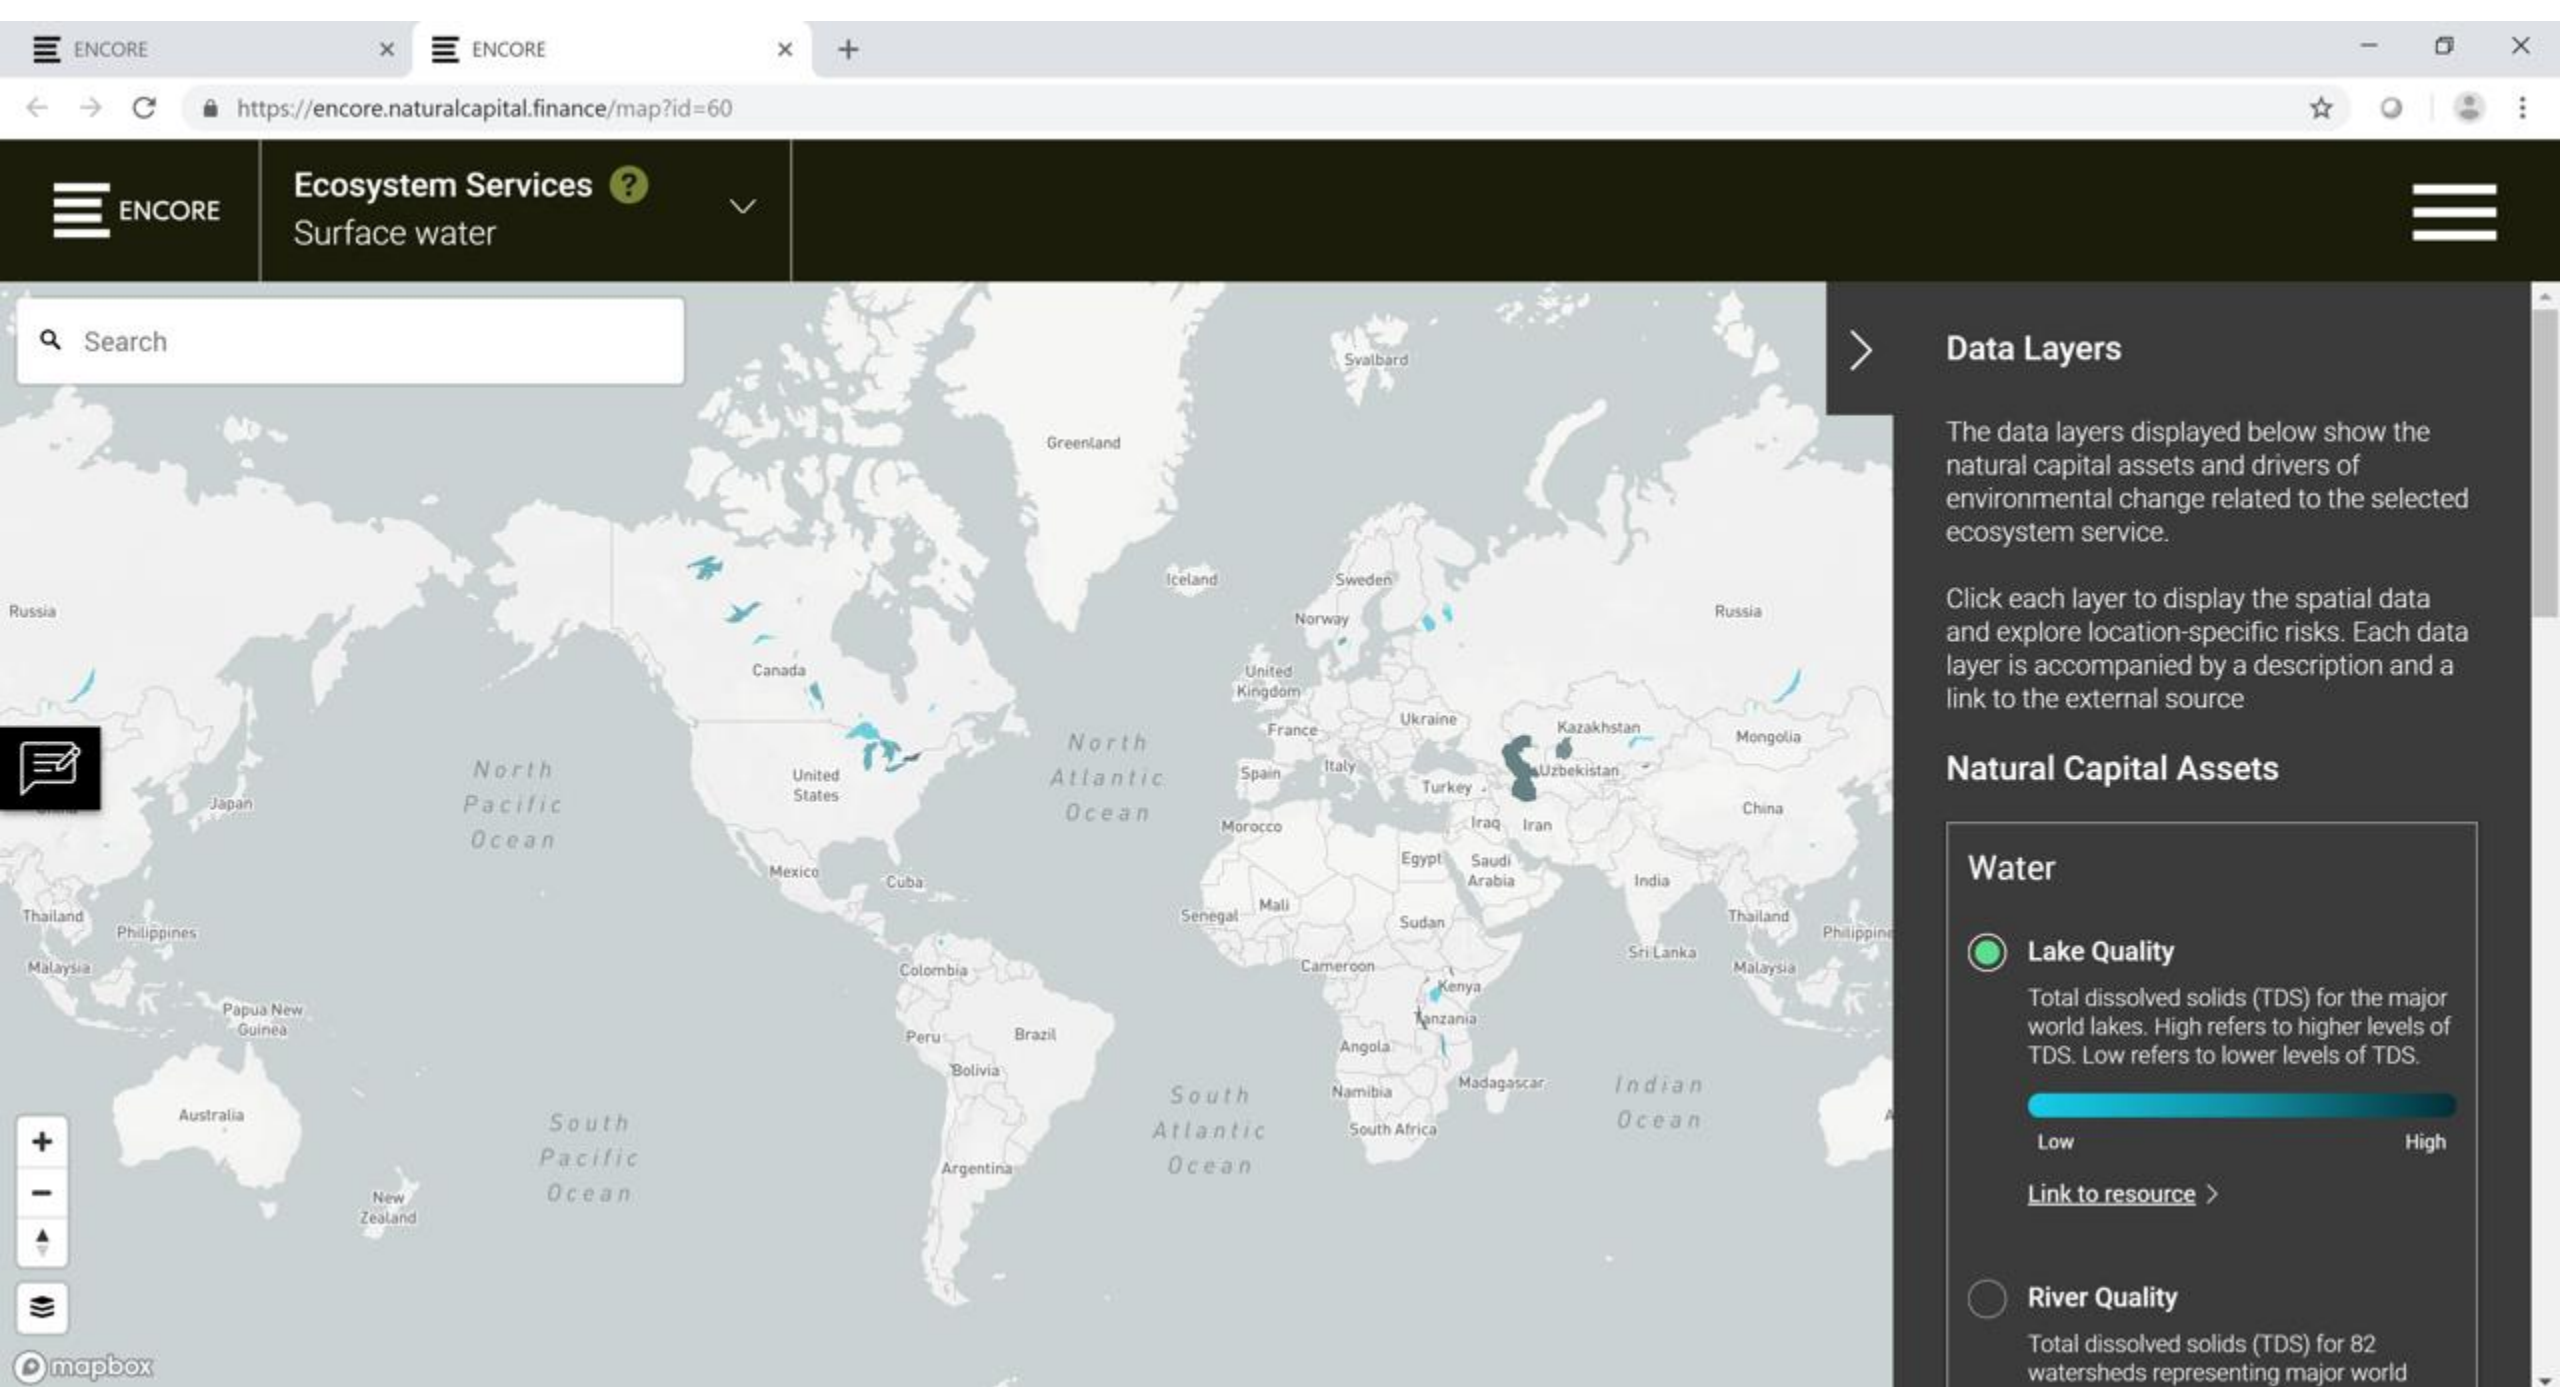 ENCORE
ENCORE
https://encore.naturalcapital.finance/map?id=60
ENCORE
Ecosystem Services ?
Surface water
Search
Data Layers
The data layers displayed below show the
natural capital assets and drivers of
environmental change related to the selected
ecosystem service.
Click each layer to display the spatial data
and explore location-specific risks. Each data
layer is accompanied by a description and a
link to the external source
Natural Capital Assets
Water
Lake Quality
Total dissolved solids (TDS) for the major
world lakes. High refers to higher levels of
TDS. Low refers to lower levels of TDS.
Low
High
Link to resource
River Quality
Total dissolved solids (TDS) for 82
watersheds representing major world
Svalbard
Greenland
Iceland
Sweden
Norway
Russia
Russia
Canada
United
Kingdom
North
Pacific
Ocean
North
Atlantic
Ocean
France
Ukraine
Kazakhstan
Mongolia
United
States
Spain
Italy
Turkey
Uzbekistan
Japan
China
Morocco
Iraq
Iran
China
Mexico
Cuba
Egypt
Saudi
Arabia
India
Thailand
Philippines
Senegal
Mali
Sudan
Thailand
Philippine
Malaysia
Colombia
Cameroon
Kenya
Sri Lanka
Malaysia
Papua New
Guinea
Peru
Brazil
Tanzania
Angola
Bolivia
Namibia
Madagascar
Indian
Ocean
Australia
A
South
Pacific
Ocean
South
Atlantic
Ocean
South Africa
Argentina
New
Zealand
mapbox